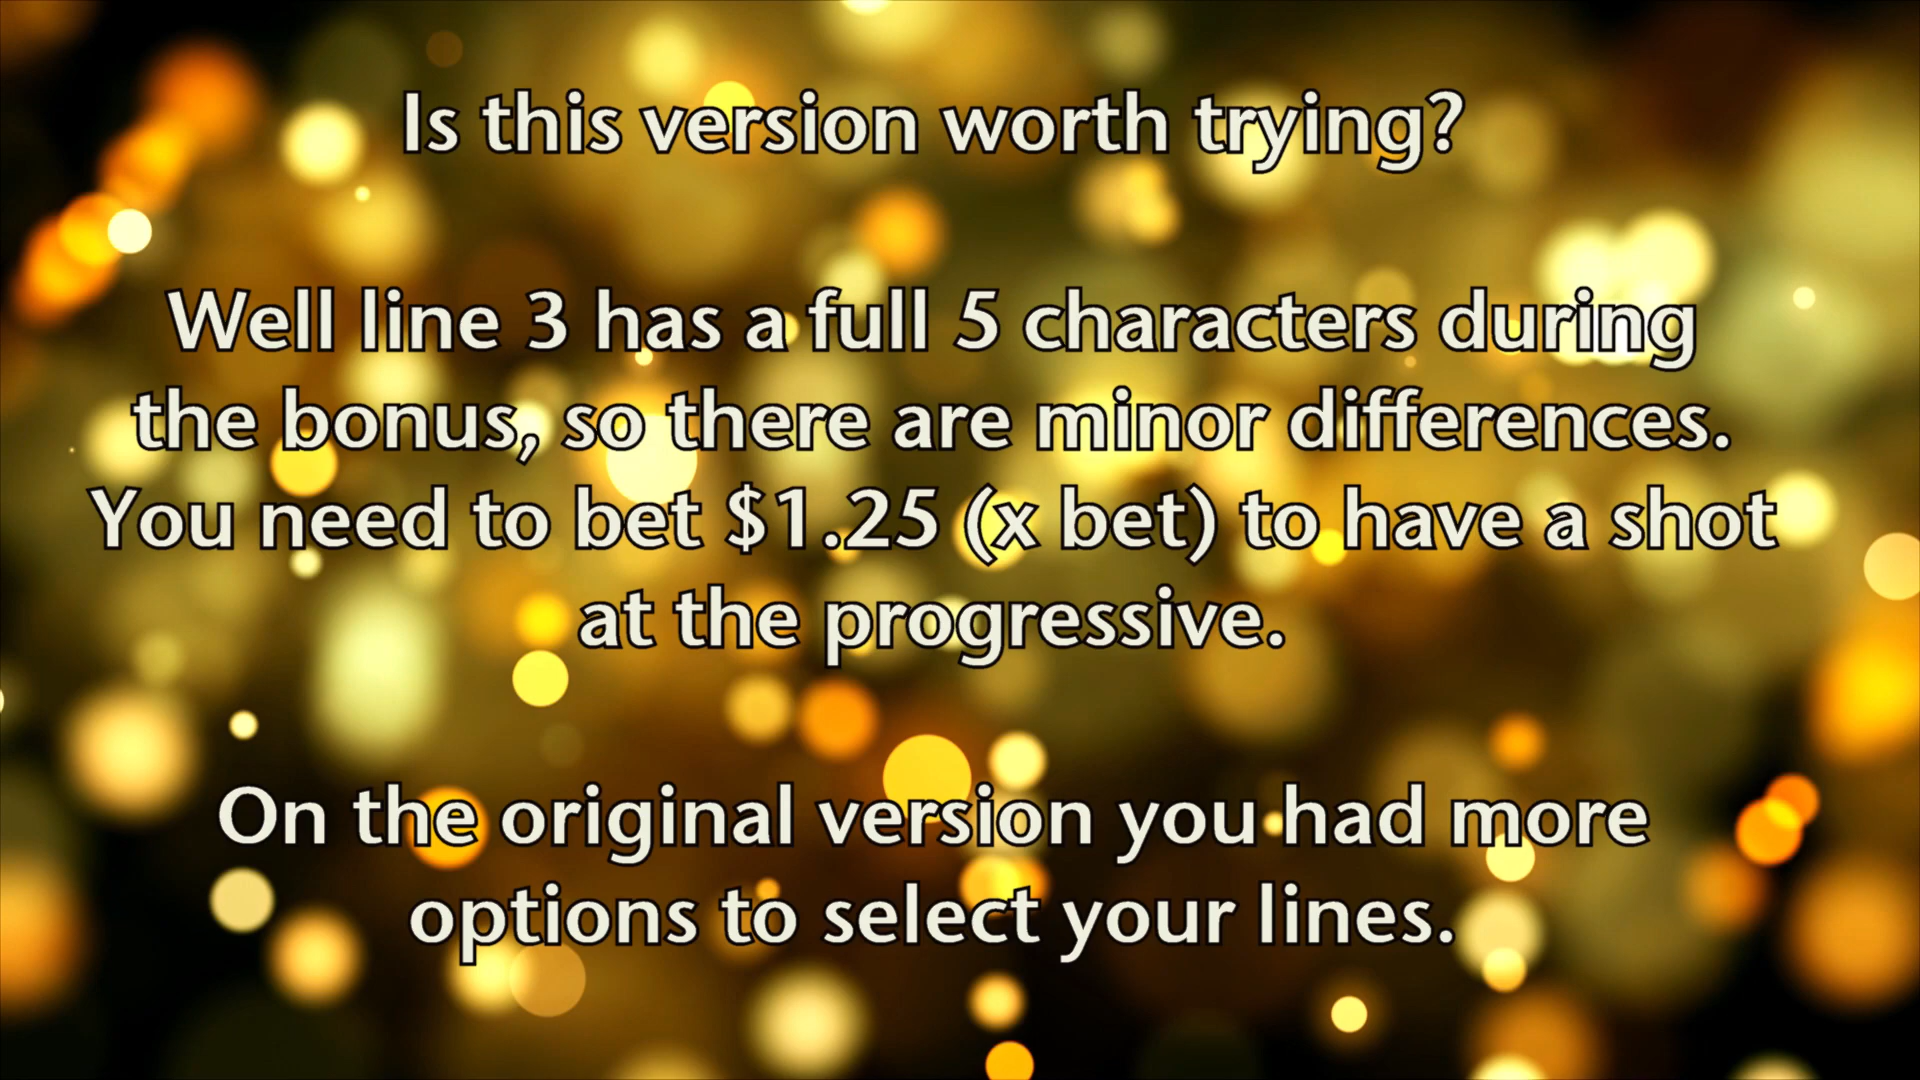 Is this version worth trying?
Well line 3 has a full 5 characters during
the bonus, so there are minor differences.
You need to bet $1.25 (x bet) to have a shot
at the progressive.
On the original version you had more
options to select your lines.